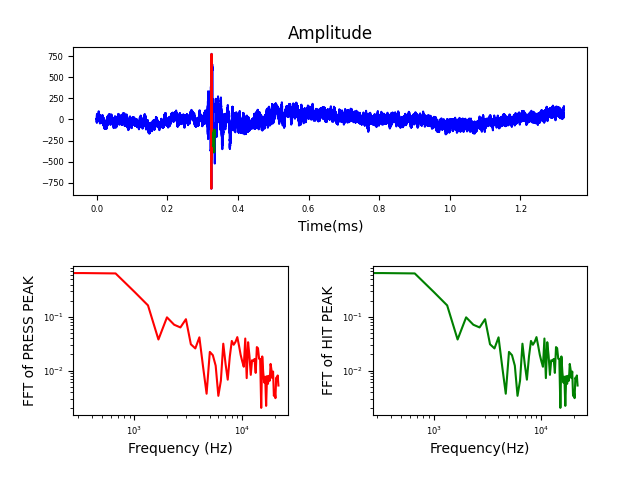 Amplitude
750
500
250
0
−250
−500
−750
0.0 0.2 0.4 0.6 0.8 1.0 1.2
Time(ms)
FFT of PRESS PEAK
10⁻¹
10⁻²
10³ 10⁴
Frequency (Hz)
FFT of HIT PEAK
10⁻¹
10⁻²
10³ 10⁴
Frequency(Hz)